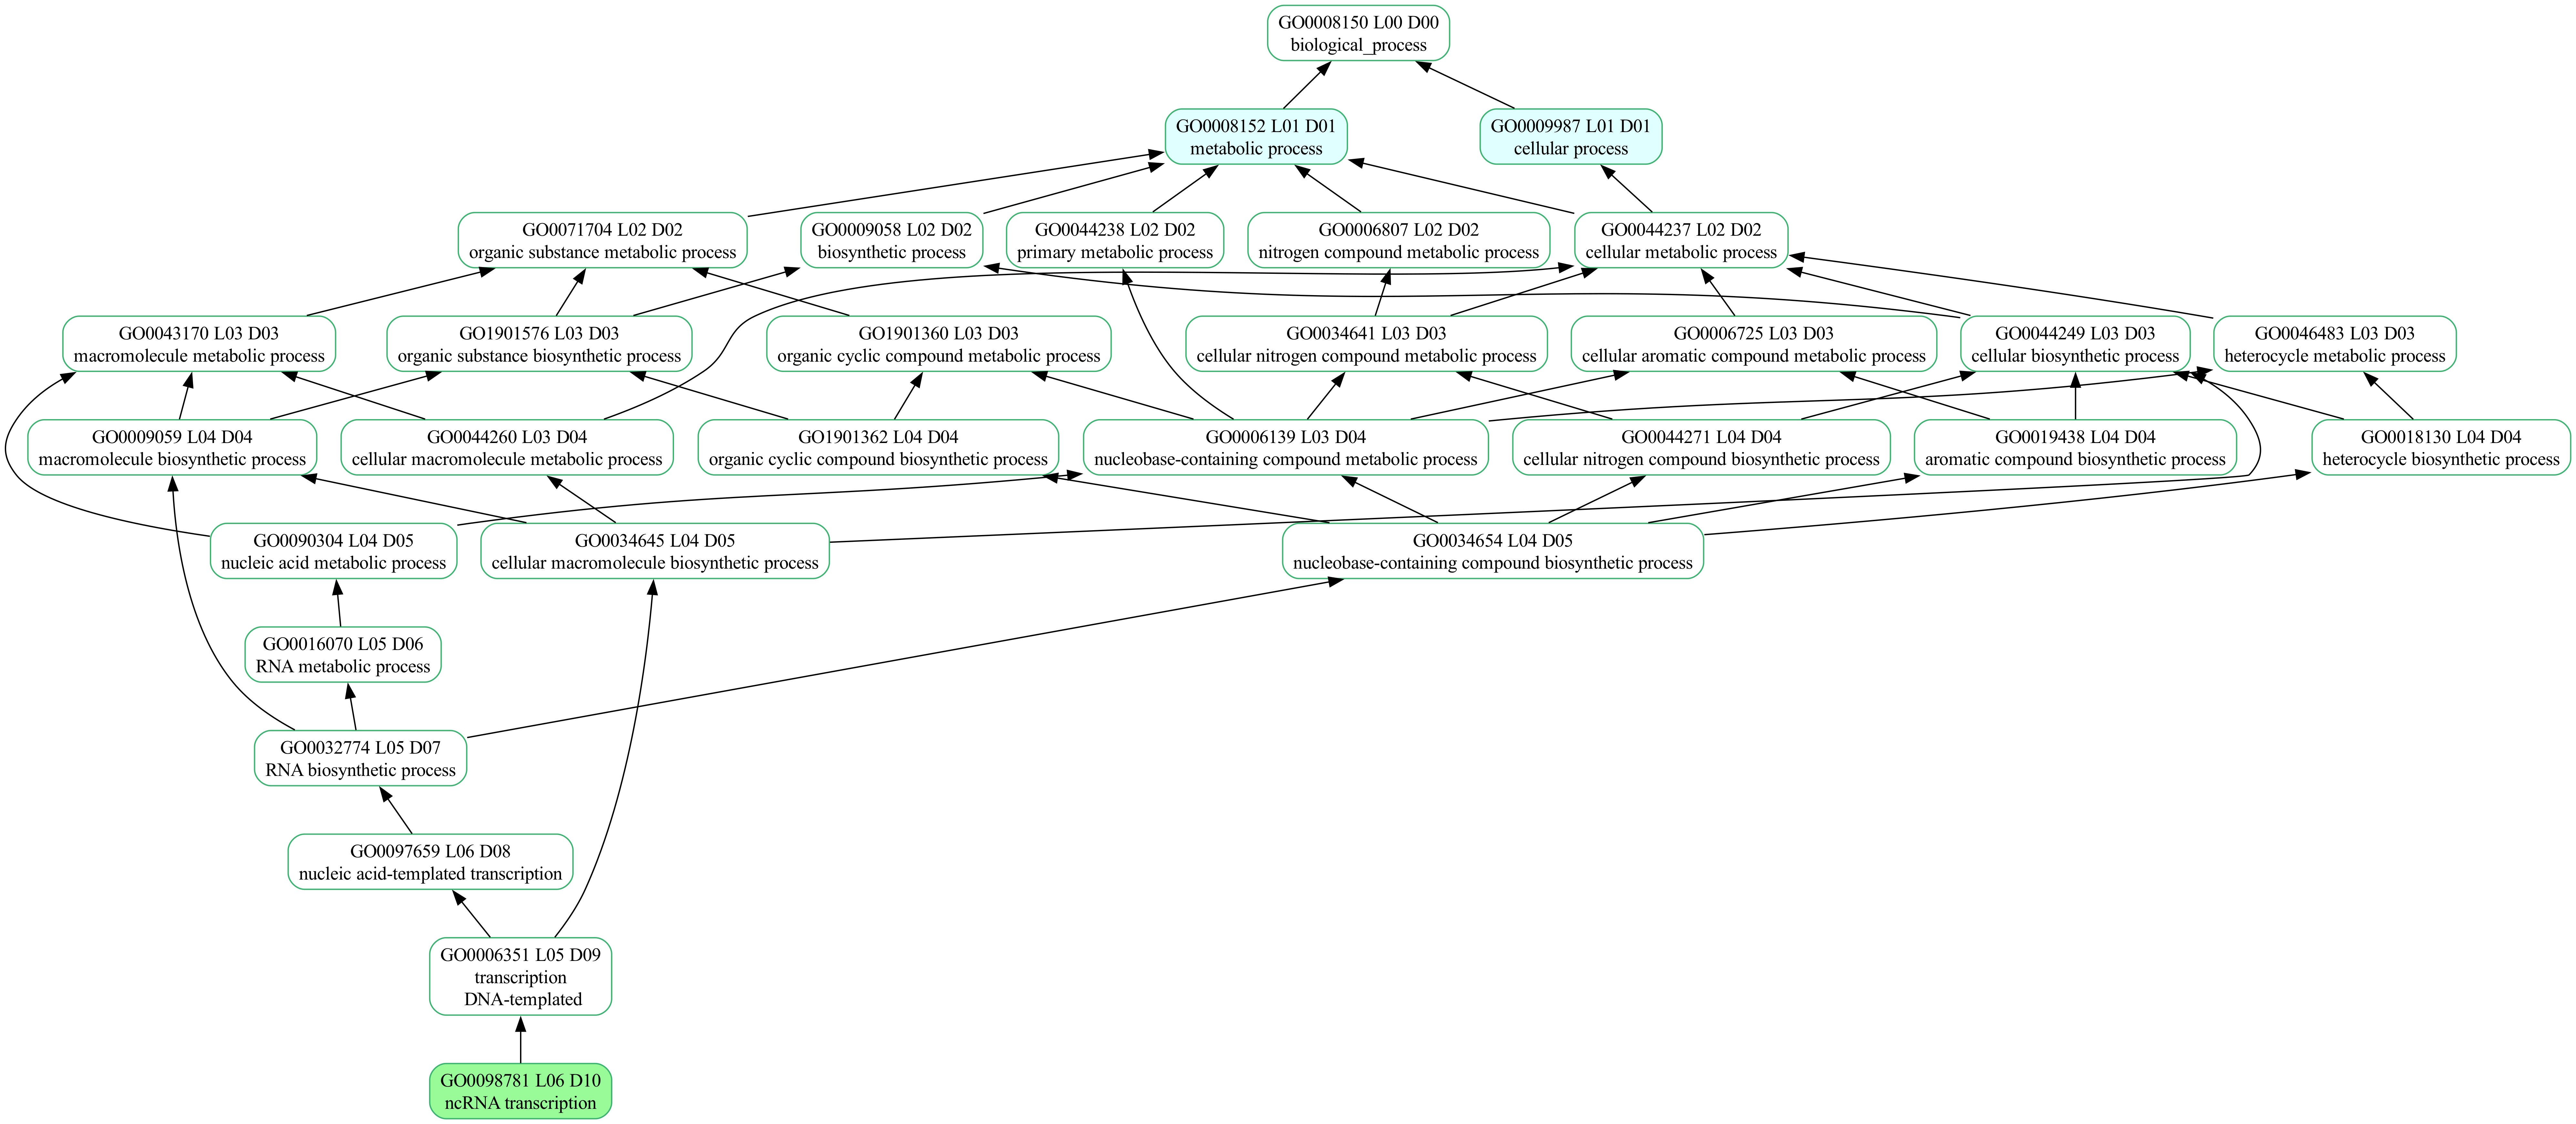 GO0008150 L00 D00
biological_process
GO0008152 L01 D01
metabolic process
GO0009987 L01 D01
cellular process
GO0071704 L02 D02
organic substance metabolic process
GO0009058 L02 D02
biosynthetic process
GO0044238 L02 D02
primary metabolic process
GO0006807 L02 D02
nitrogen compound metabolic process
GO0044237 L02 D02
cellular metabolic process
GO0043170 L03 D03
macromolecule metabolic process
GO1901576 L03 D03
organic substance biosynthetic process
GO1901360 L03 D03
organic cyclic compound metabolic process
GO0034641 L03 D03
cellular nitrogen compound metabolic process
GO0006725 L03 D03
cellular aromatic compound metabolic process
GO0044249 L03 D03
cellular biosynthetic process
GO0046483 L03 D03
heterocycle metabolic process
GO0009059 L04 D04
macromolecule biosynthetic process
GO0044260 L03 D04
cellular macromolecule metabolic process
GO1901362 L04 D04
organic cyclic compound biosynthetic process
GO0006139 L03 D04
nucleobase-containing compound metabolic process
GO0044271 L04 D04
cellular nitrogen compound biosynthetic process
GO0019438 L04 D04
aromatic compound biosynthetic process
GO0018130 L04 D04
heterocycle biosynthetic process
GO0090304 L04 D05
nucleic acid metabolic process
GO0034645 L04 D05
cellular macromolecule biosynthetic process
GO0034654 L04 D05
nucleobase-containing compound biosynthetic process
GO0016070 L05 D06
RNA metabolic process
GO0032774 L05 D07
RNA biosynthetic process
GO0097659 L06 D08
nucleic acid-templated transcription
GO0006351 L05 D09
transcription
DNA-templated
GO0098781 L06 D10
ncRNA transcription